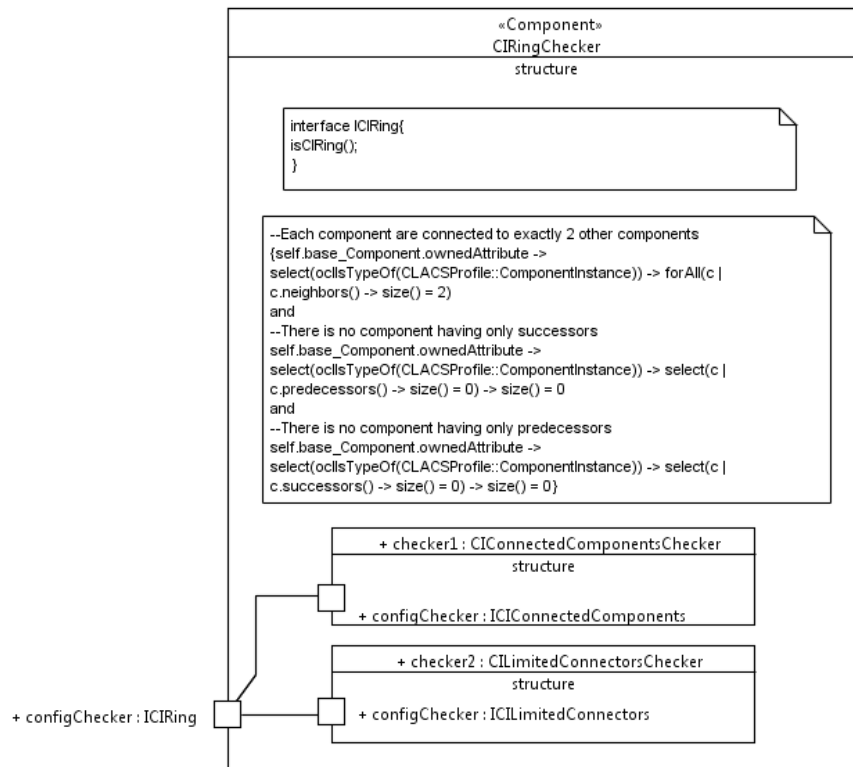 «Component»
CIRingChecker
structure
interface ICIRing{
isCIRing();
}
--Each component are connected to exactly 2 other components
{self.base_Component.ownedAttribute ->
select(oclIsTypeOf(CLACSProfile::ComponentInstance)) -> forAll(c |
c.neighbors() -> size() = 2)
and
--There is no component having only successors
self.base_Component.ownedAttribute ->
select(oclIsTypeOf(CLACSProfile::ComponentInstance)) -> select(c |
c.predecessors() -> size() = 0) -> size() = 0
and
--There is no component having only predecessors
self.base_Component.ownedAttribute ->
select(oclIsTypeOf(CLACSProfile::ComponentInstance)) -> select(c |
c.successors() -> size() = 0) -> size() = 0}
+ checker1 : CIConnectedComponentsChecker
structure
+ configChecker : ICIConnectedComponents
+ checker2 : CILimitedConnectorsChecker
structure
+ configChecker : ICILimitedConnectors
+ configChecker : ICIRing